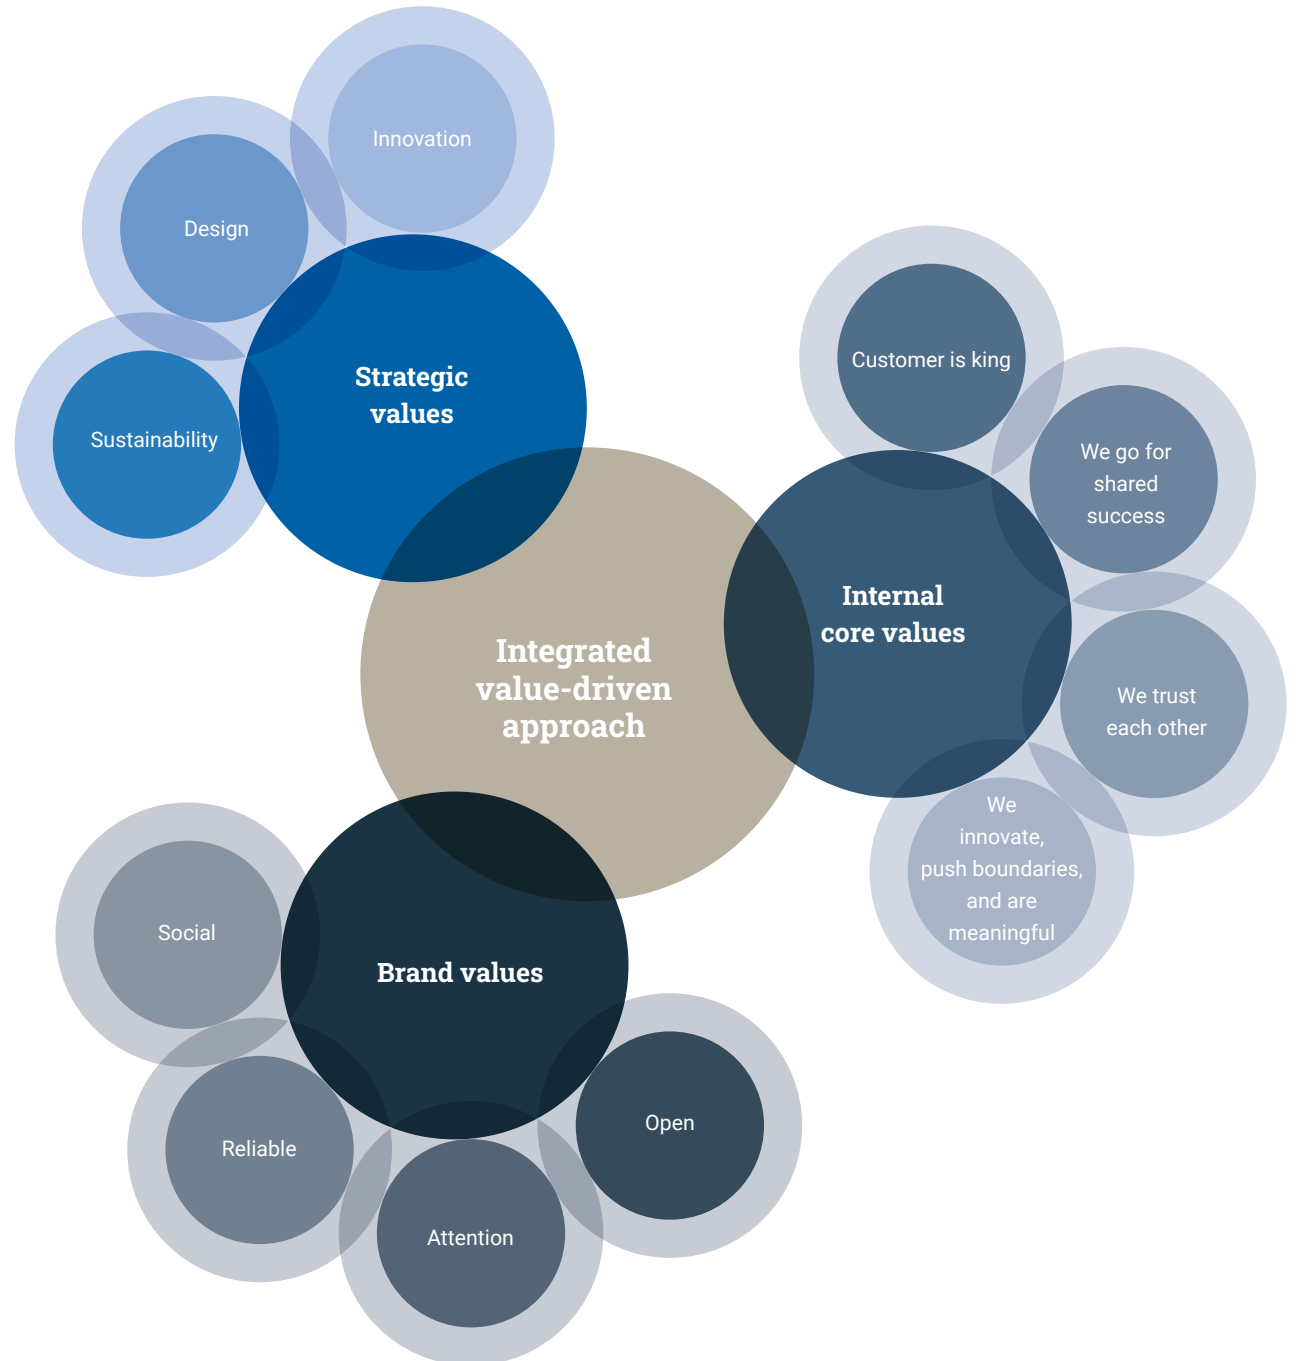 Innovation
Design
Sustainability
Strategic
values
Customer is king
We go for
shared
success
Internal
core values
We trust
each other
We
innovate,
push boundaries,
and are
meaningful
Integrated
value-driven
approach
Brand values
Social
Reliable
Attention
Open